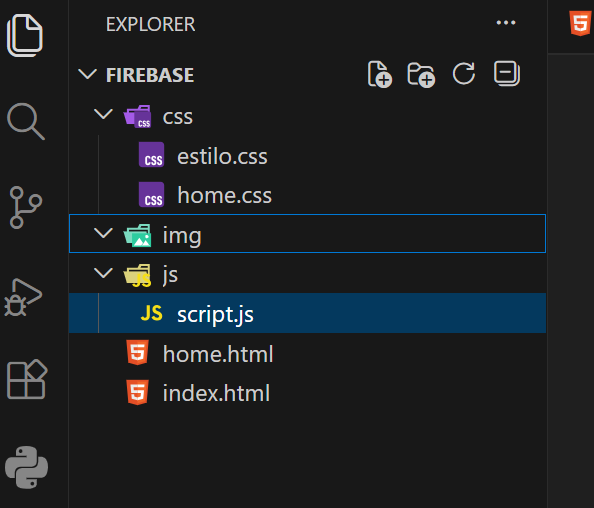 EXPLORER
FIREBASE
css
estilo.css
home.css
img
js
script.js
home.html
index.html